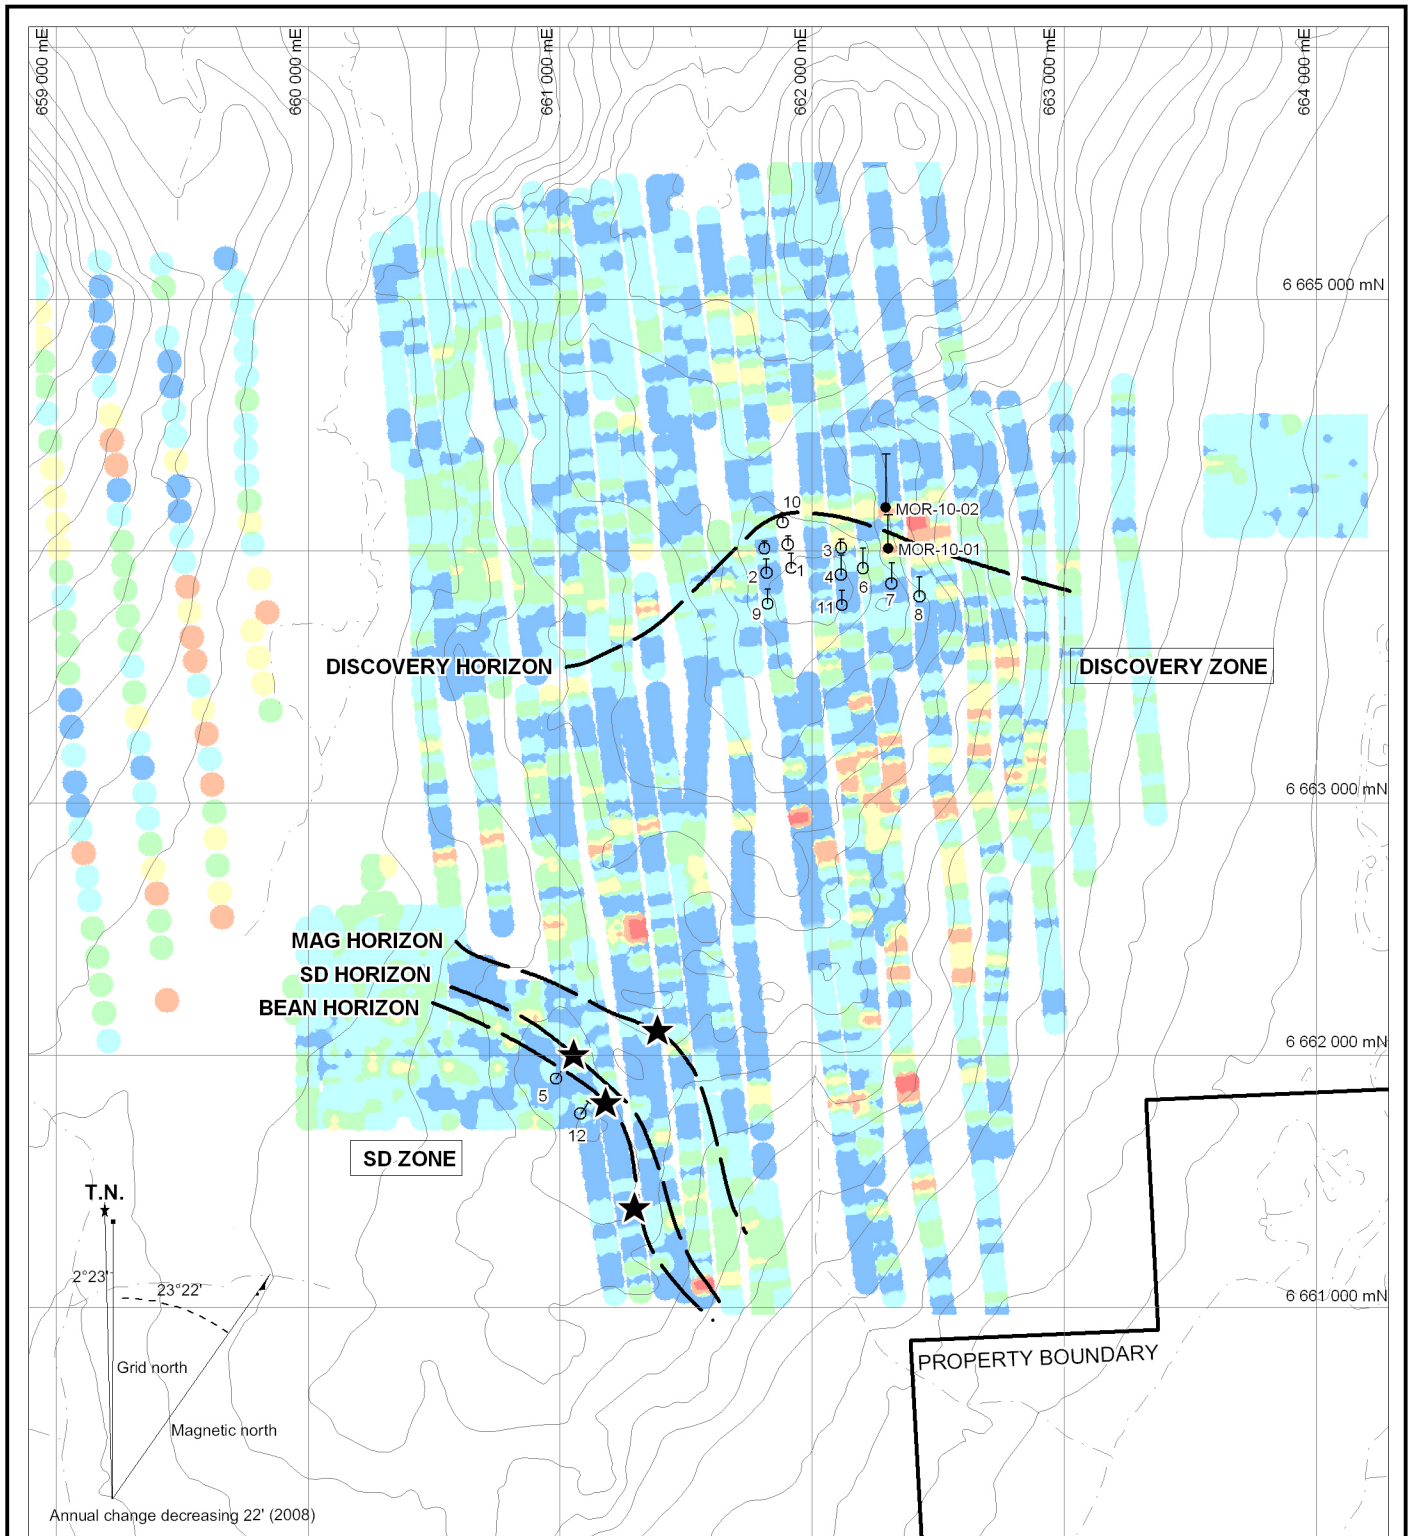 659 000 mE
660 000 mE
661 000 mE
662 000 mE
663 000 mE
664 000 mE
6 665 000 mN
10
MOR-10-02
3
MOR-10-01
2
1
4
6
7
9
11
8
DISCOVERY HORIZON
DISCOVERY ZONE
6 663 000 mN
MAG HORIZON
SD HORIZON
BEAN HORIZON
6 662 000 mN
5
12
SD ZONE
T.N.
2°23'
23°22'
6 661 000 mN
PROPERTY BOUNDARY
Grid north
Magnetic north
Annual change decreasing 22' (2008)